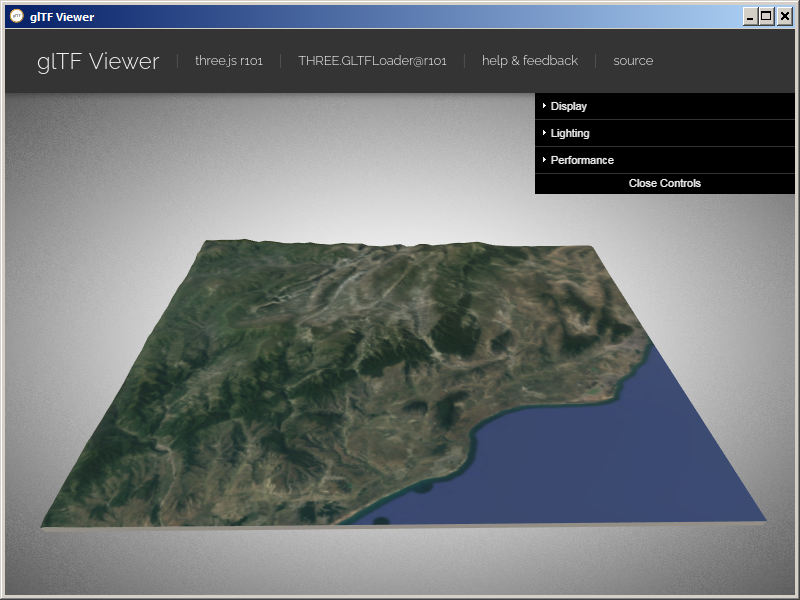 glTF Viewer
glTF Viewer
three.js r101
THREE.GLTFLoader@r101
help & feedback
source
Display
Lighting
Performance
Close Controls